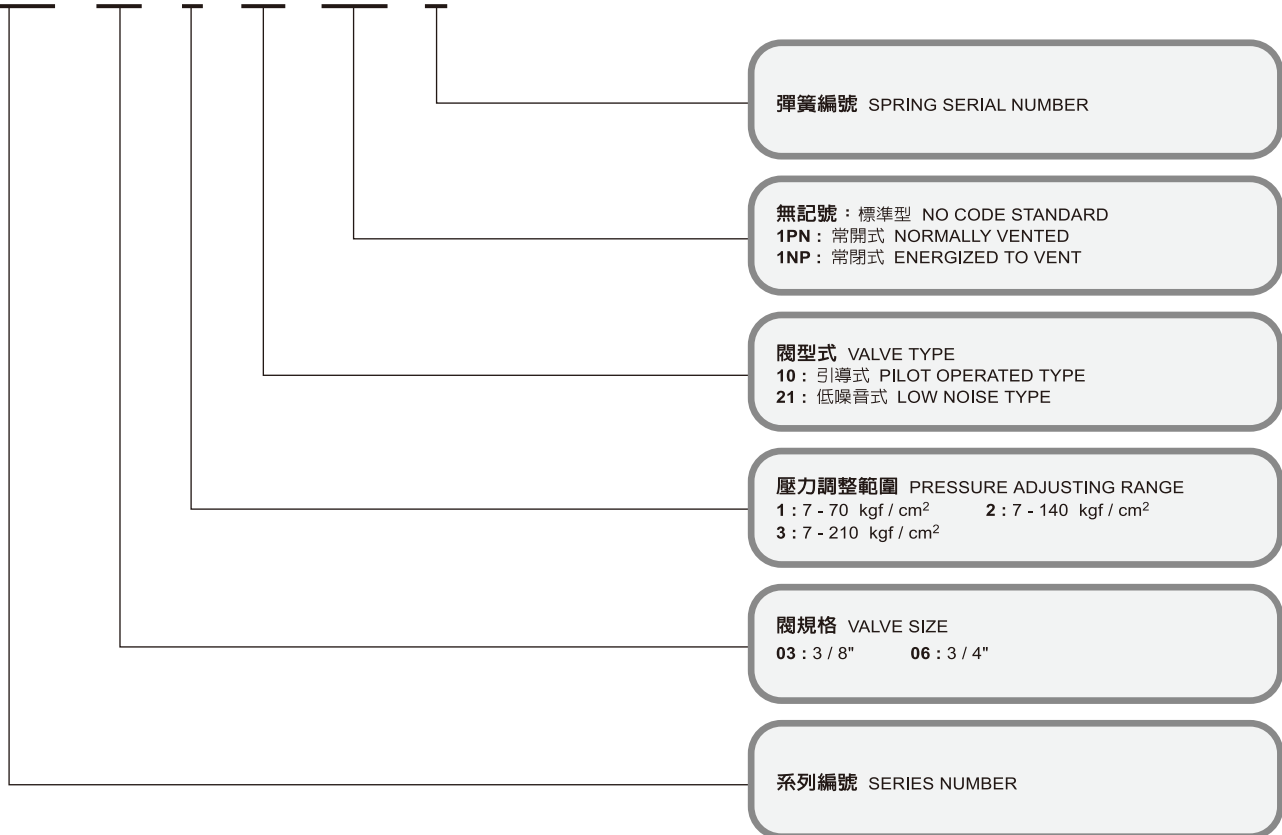 彈簧編號 SPRING SERIAL NUMBER
無記號：標準型 NO CODE STANDARD
1PN : 常開式 NORMALLY VENTED
1NP : 常閉式 ENERGIZED TO VENT
閥型式 VALVE TYPE
10 : 引導式 PILOT OPERATED TYPE
21 : 低噪音式 LOW NOISE TYPE
壓力調整範圍 PRESSURE ADJUSTING RANGE
1 : 7 - 70 kgf / cm² 2 : 7 - 140 kgf / cm²
3 : 7 - 210 kgf / cm²
閥規格 VALVE SIZE
03 : 3 / 8" 06 : 3 / 4"
系列編號 SERIES NUMBER